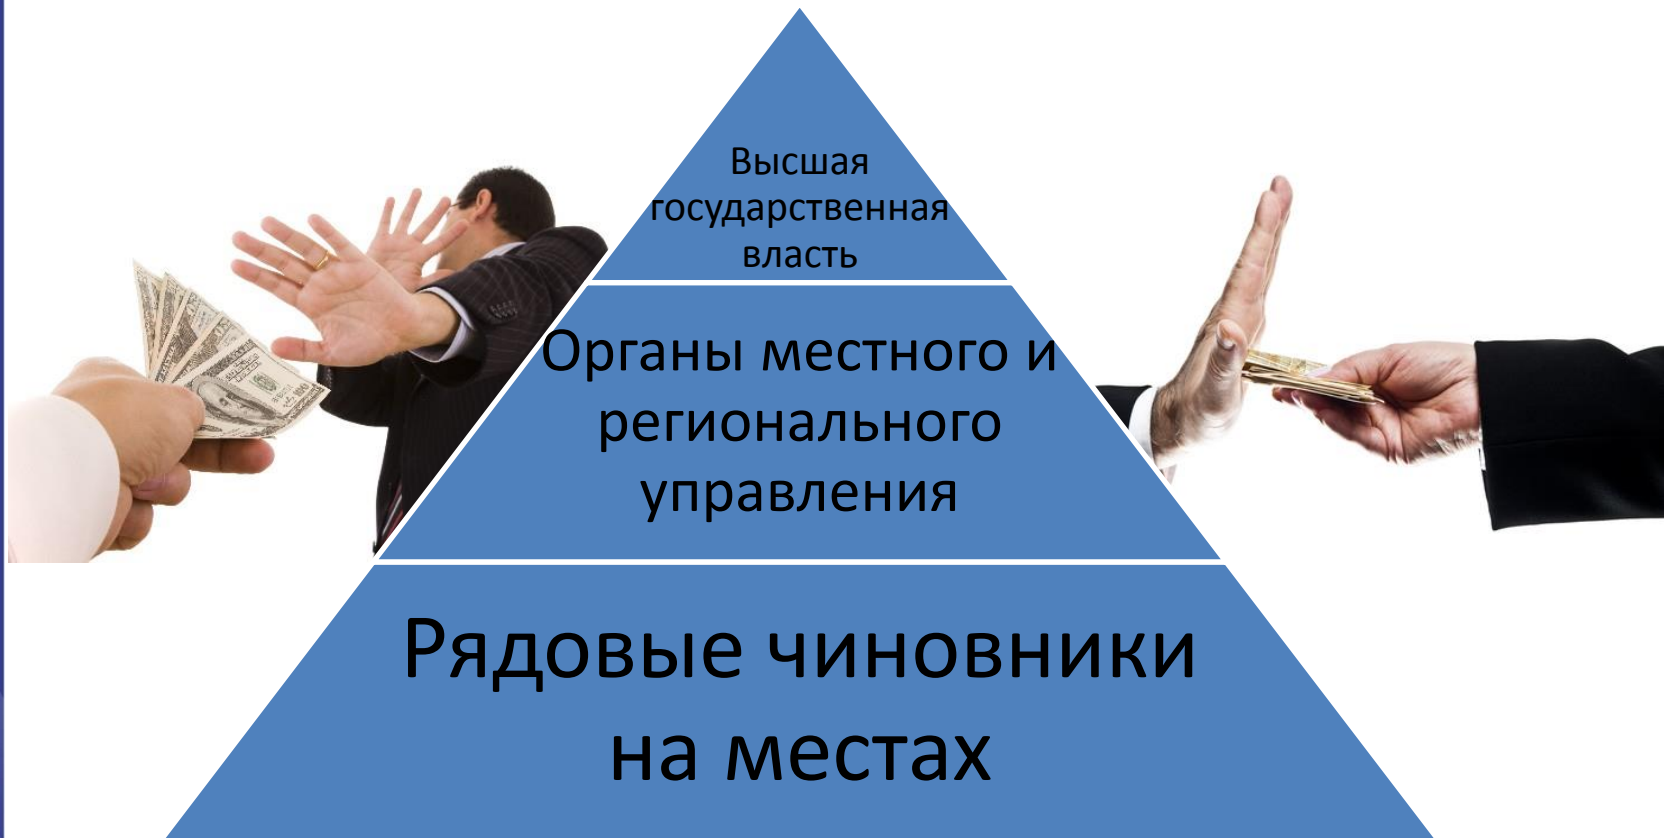 Высшая
государственная
власть
Органы местного и
регионального
управления
Рядовые чиновники
на местах